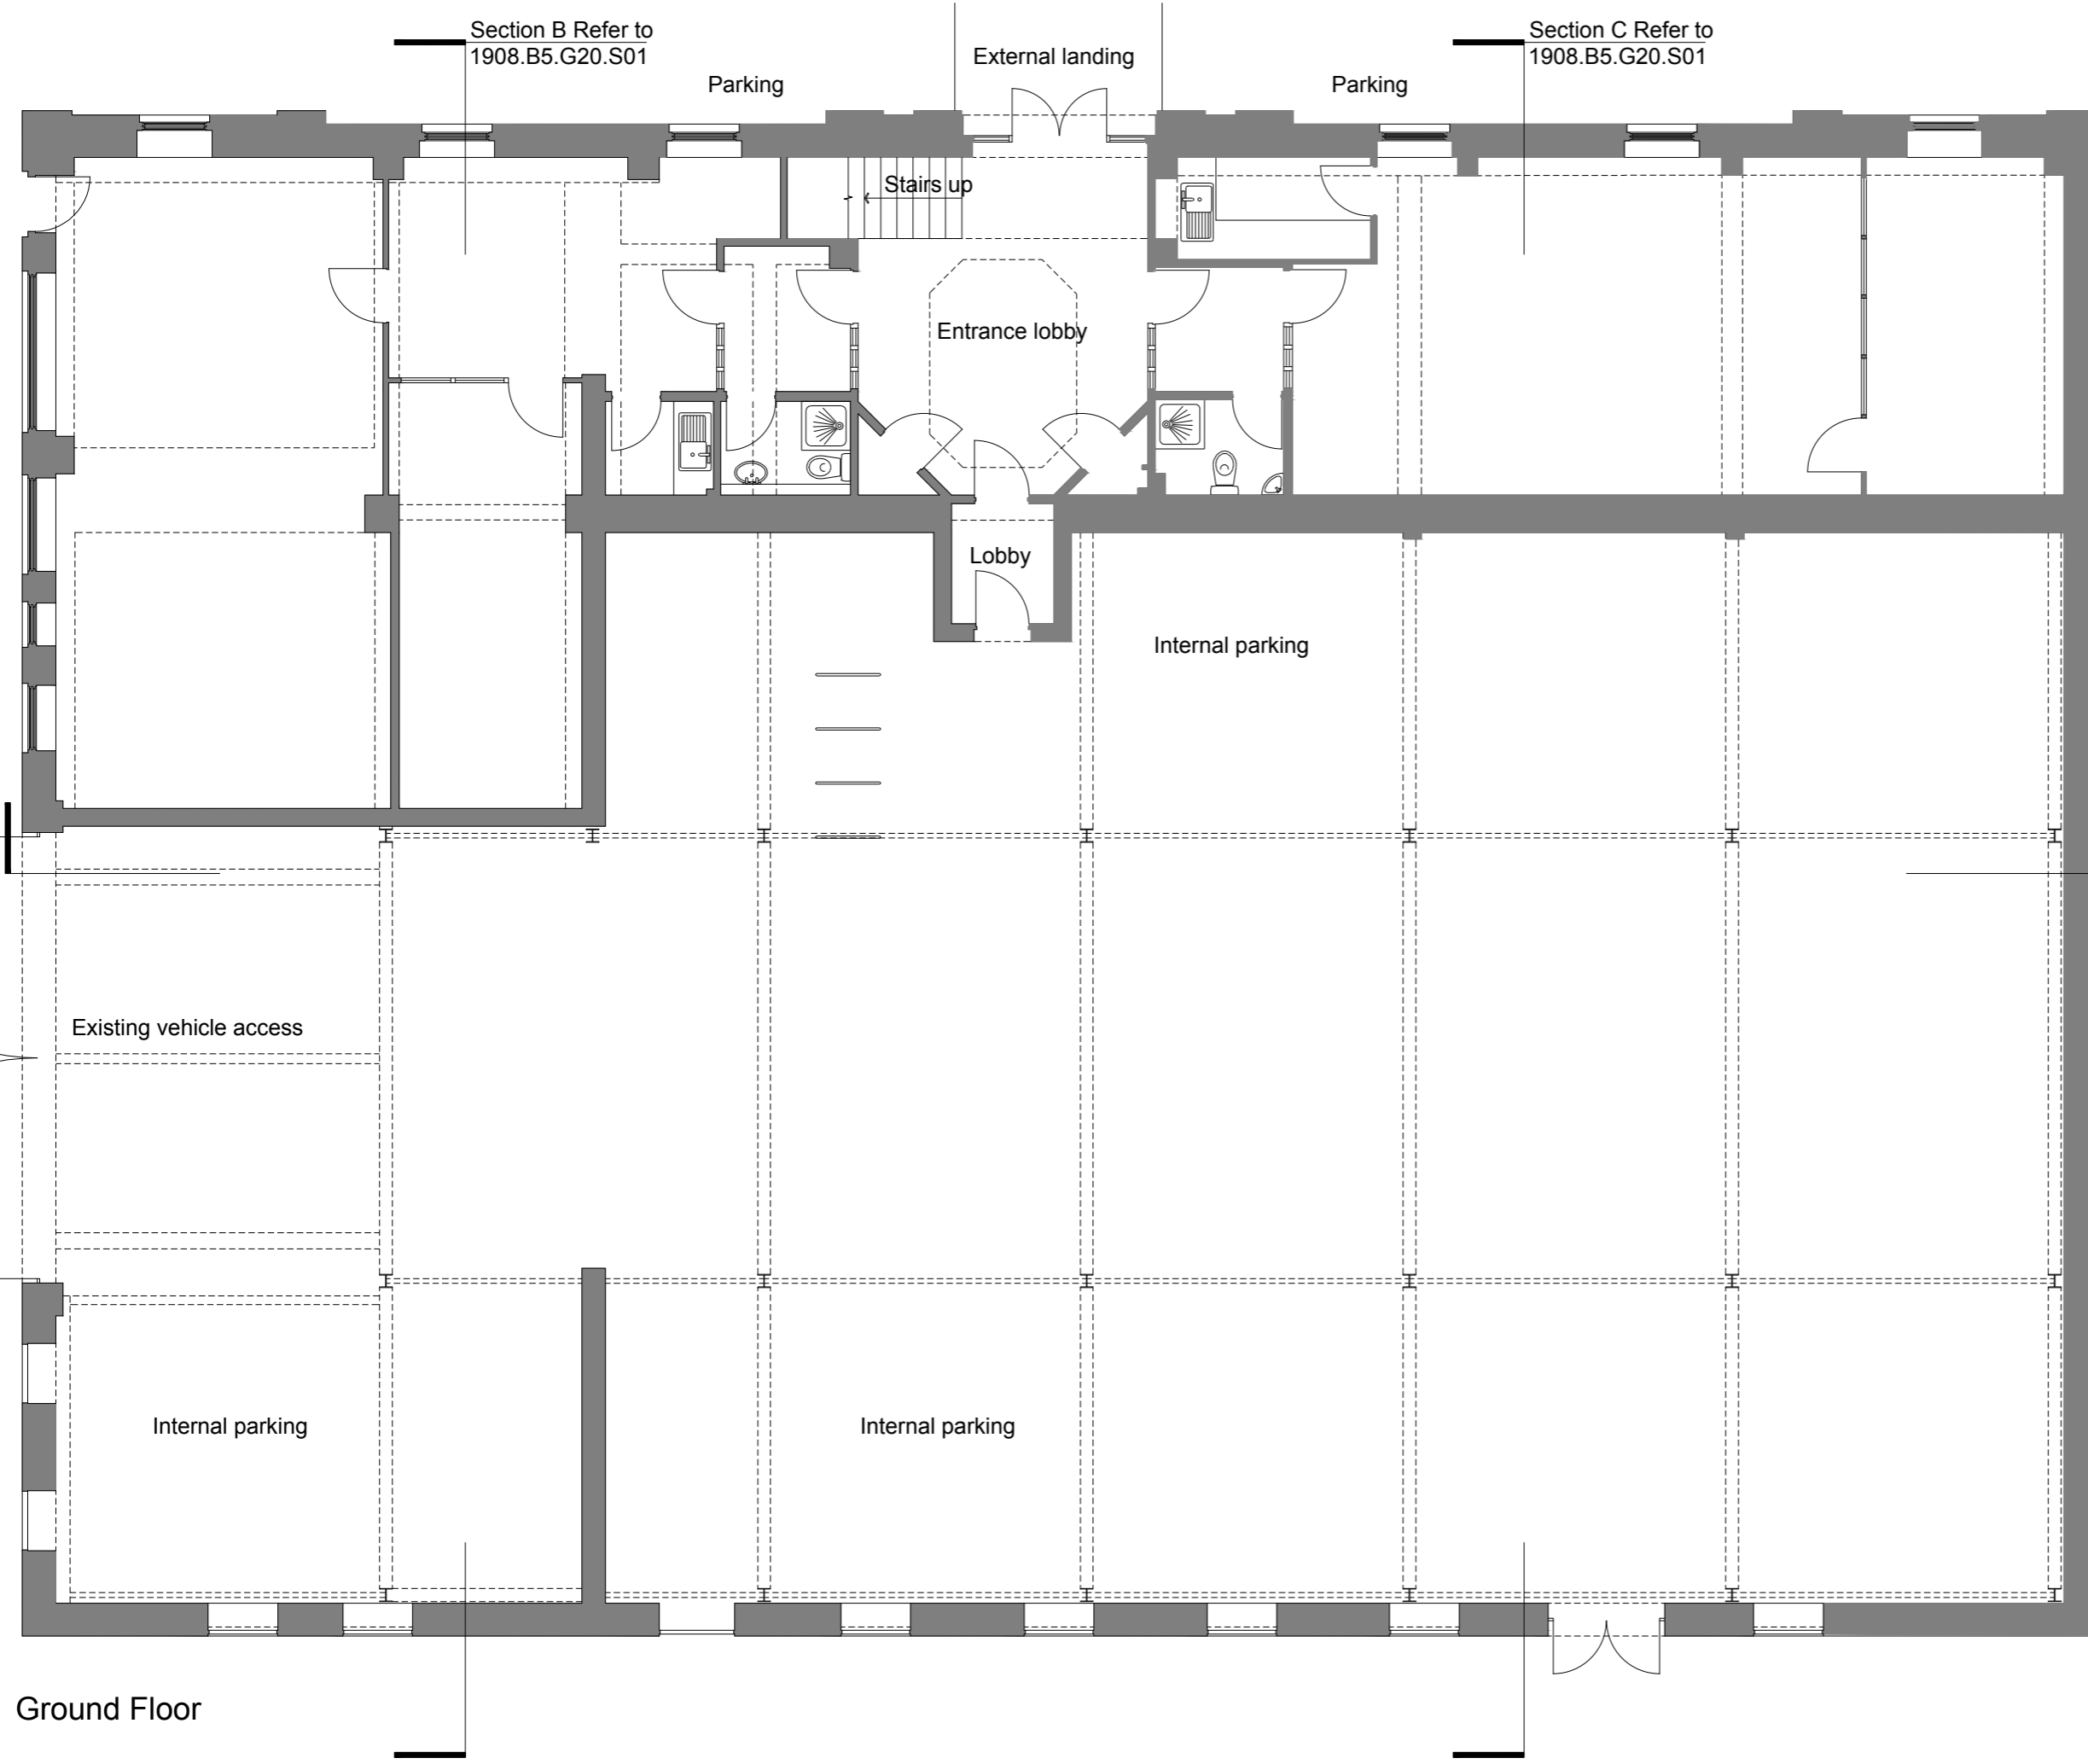 Section B Refer to
1908.B5.G20.S01
Section C Refer to
1908.B5.G20.S01
External landing
Parking
Parking
Stairs up
Entrance lobby
Lobby
Internal parking
Existing vehicle access
Internal parking
Internal parking
Ground Floor